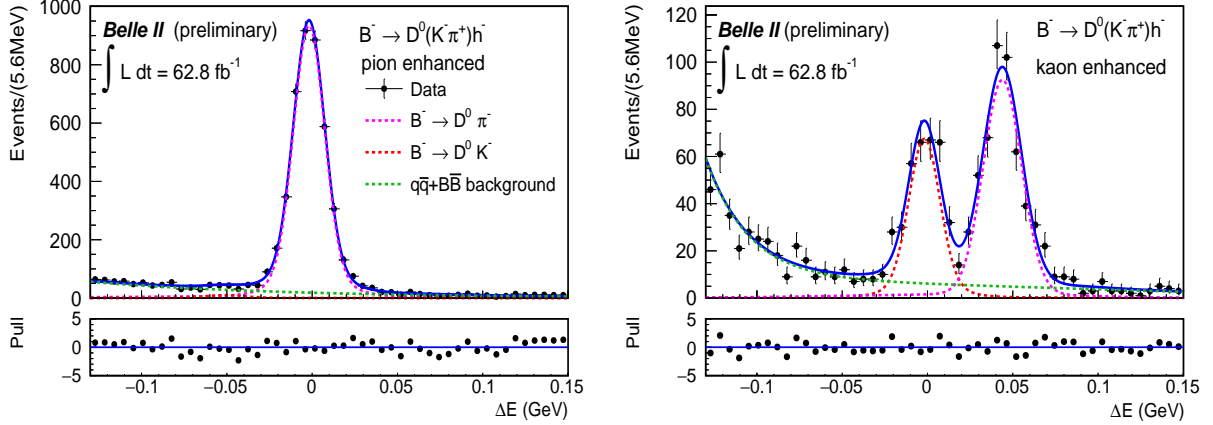 Belle II (preliminary)
∫ L dt = 62.8 fb⁻¹
B⁻ → D⁰(K⁻π⁺)h⁻
pion enhanced
Data
B⁻ → D⁰ π⁻
B⁻ → D⁰ K⁻
qq̅+BB̅ background
Events/(5.6MeV)
1000
800
600
400
200
0
Pull
5
0
−5
−0.1 −0.05 0 0.05 0.1 0.15
ΔE (GeV)
Belle II (preliminary)
∫ L dt = 62.8 fb⁻¹
B⁻ → D⁰(K⁻π⁺)h⁻
kaon enhanced
Events/(5.6MeV)
120
100
80
60
40
20
0
Pull
5
0
−5
−0.1 −0.05 0 0.05 0.1 0.15
ΔE (GeV)